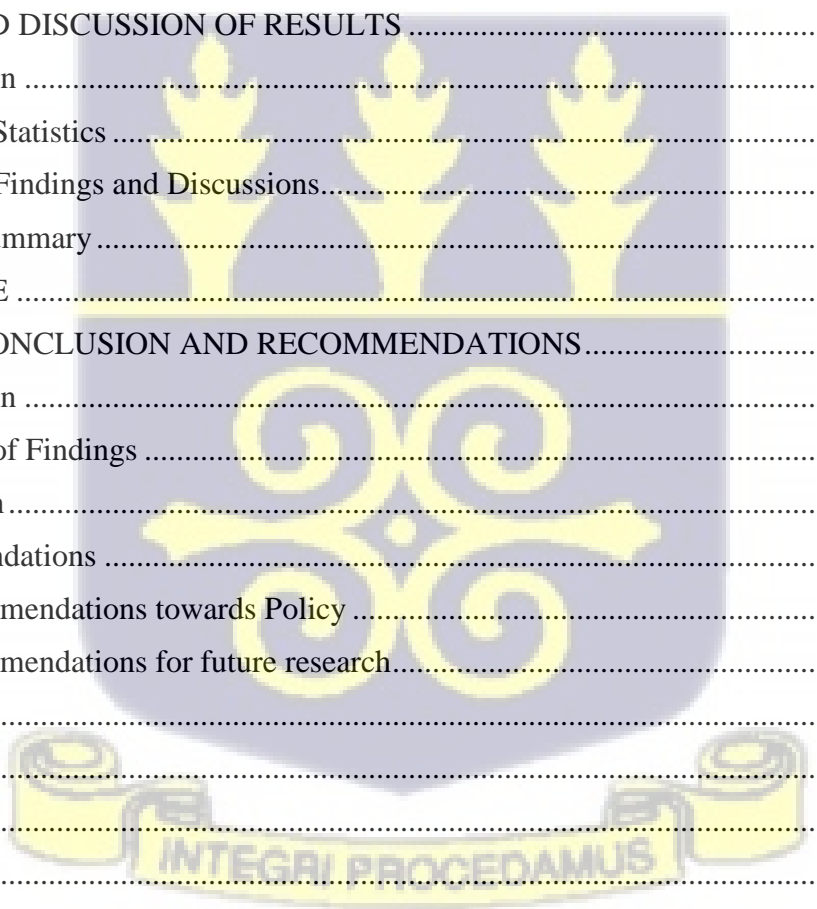 D DISCUSSION OF RESULTS ..........................................................
n ..........................................................................................................
Statistics ..............................................................................................
Findings and Discussions...................................................................
ummary................................................................................................
E ...........................................................................................................
ONCLUSION AND RECOMMENDATIONS...............................
n ..........................................................................................................
of Findings ..........................................................................................
n............................................................................................................
ndations ...............................................................................................
mendations towards Policy ..............................................................
mendations for future research.........................................................
..............................................................................................................
..............................................................................................................
..............................................................................................................
INTEGRI PROCEDAMUS
..............................................................................................................